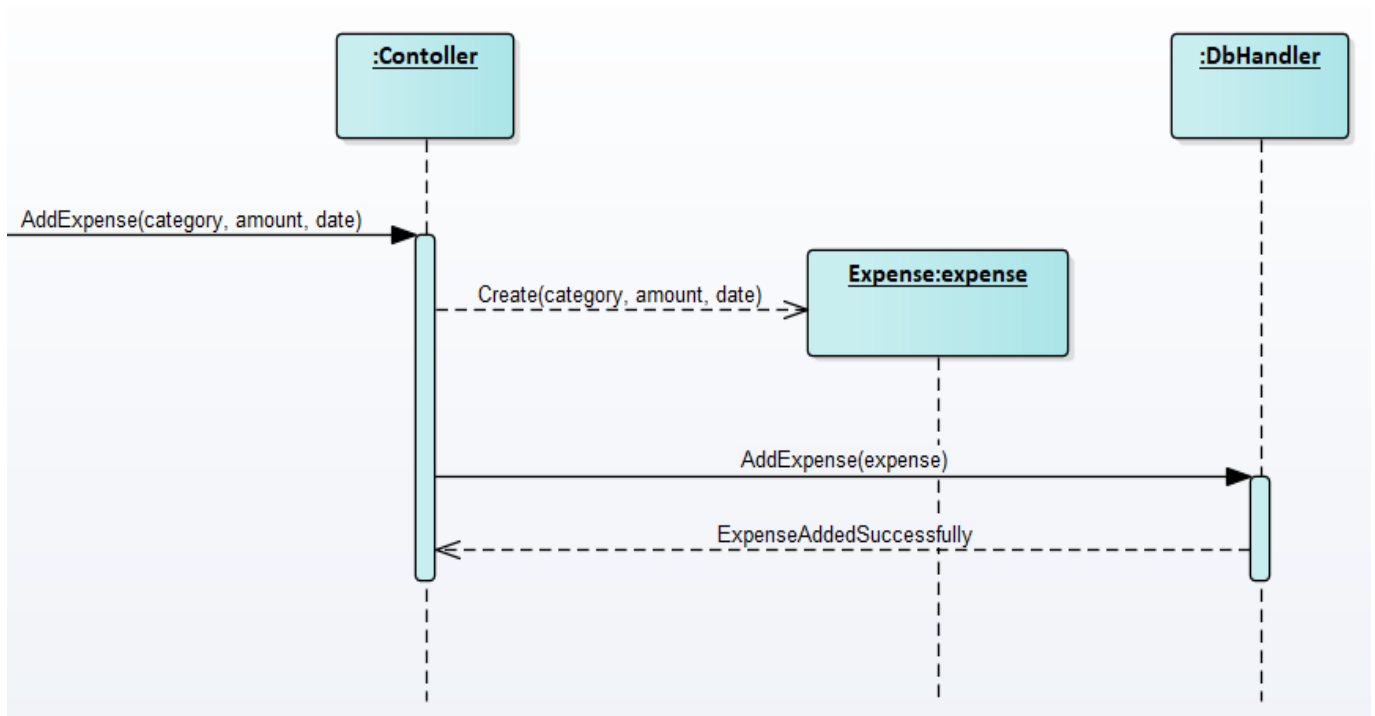 :Contoller
:DbHandler
AddExpense(category, amount, date)
Expense:expense
Create(category, amount, date)
AddExpense(expense)
ExpenseAddedSuccessfully